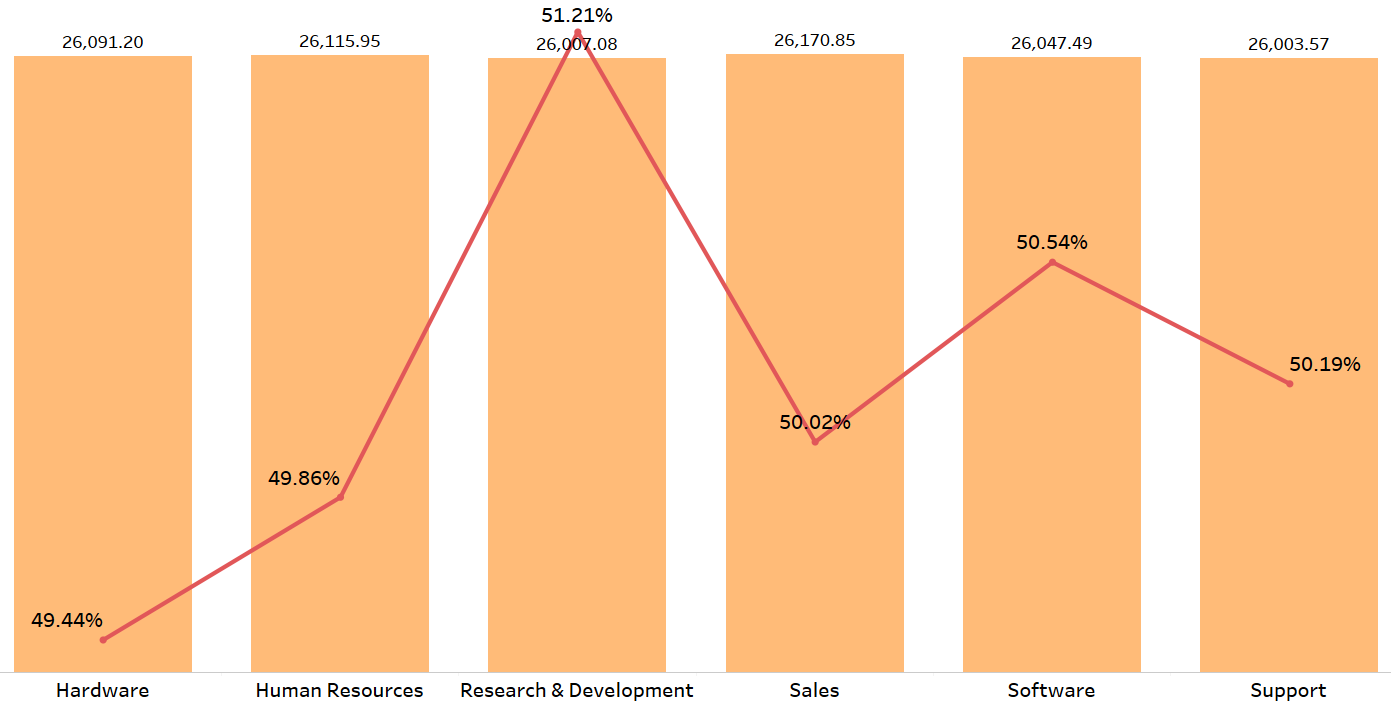 51.21%
26,091.20
26,115.95
26,007.08
26,170.85
26,047.49
26,003.57
50.54%
50.19%
50.02%
49.86%
49.44%
Hardware
Human Resources
Research & Development
Sales
Software
Support